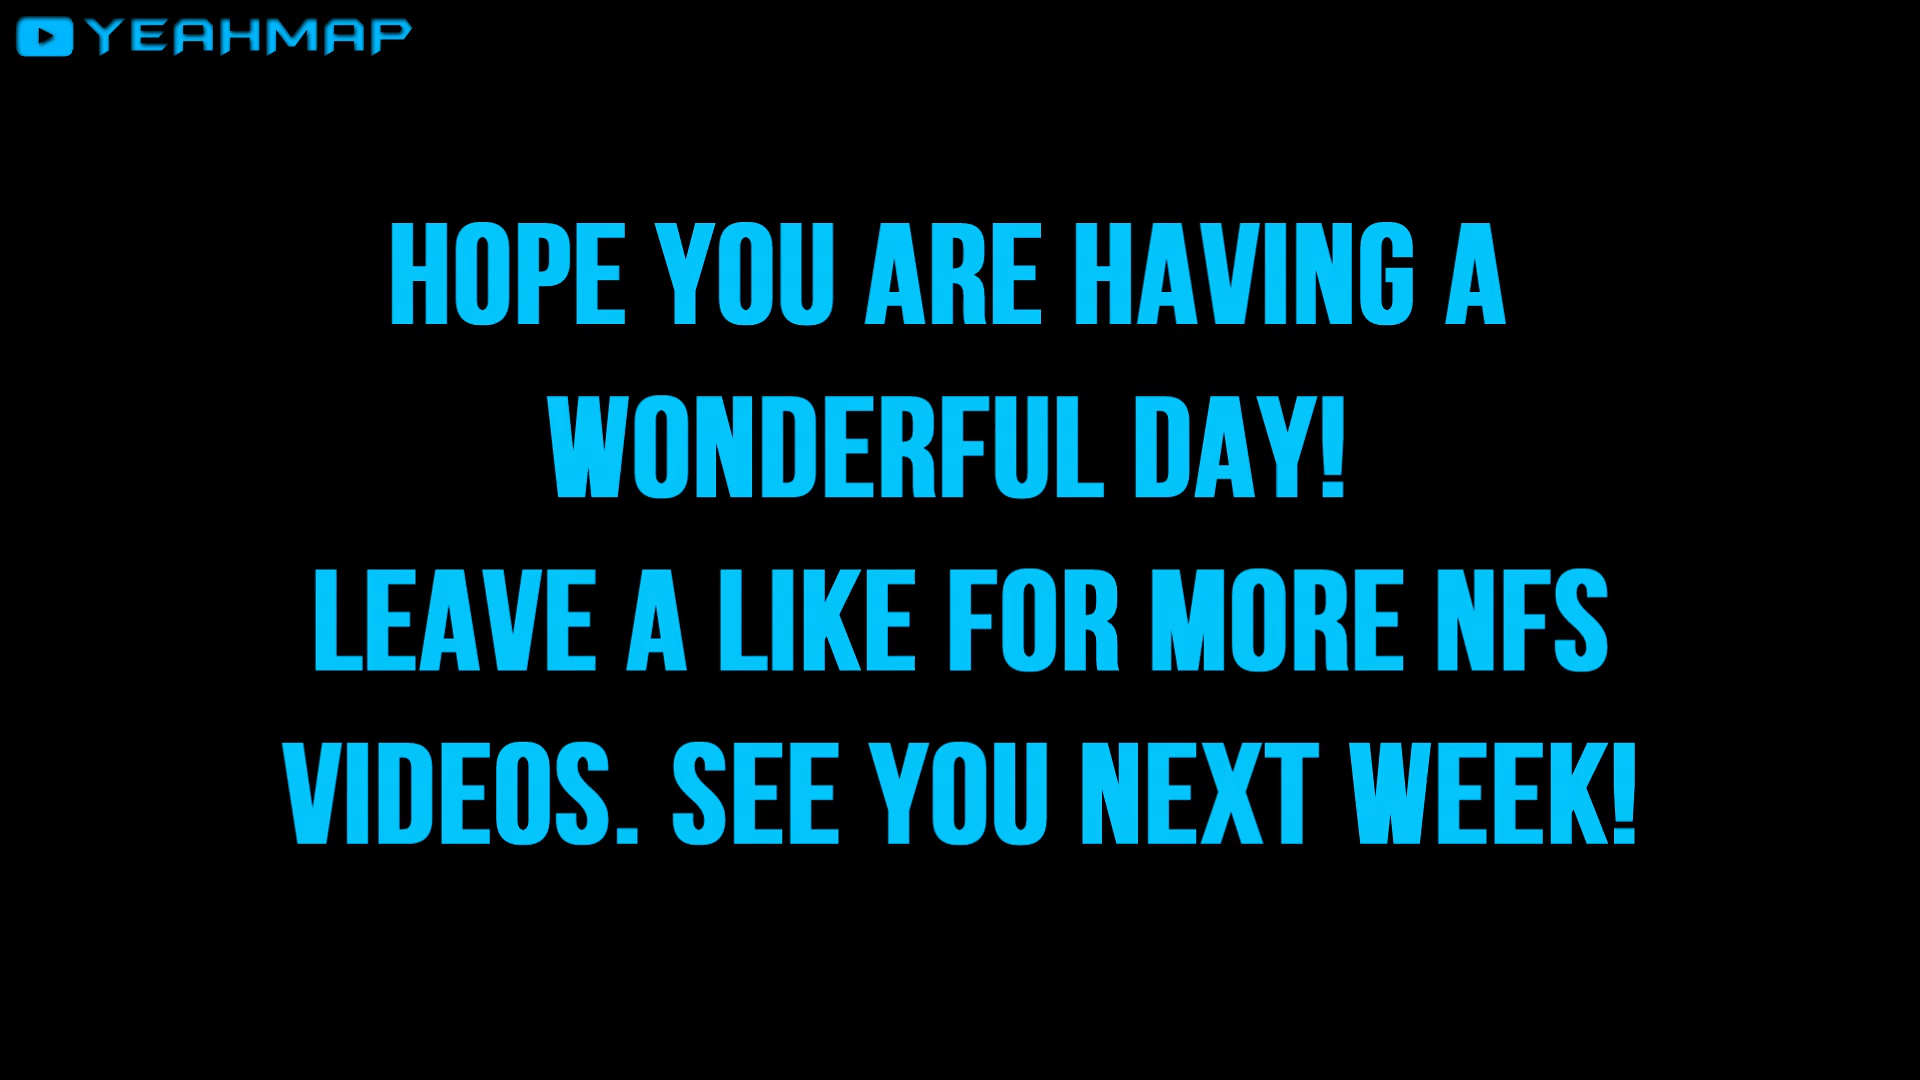 YEAHMAP
HOPE YOU ARE HAVING A
WONDERFUL DAY!
LEAVE A LIKE FOR MORE NFS
VIDEOS. SEE YOU NEXT WEEK!